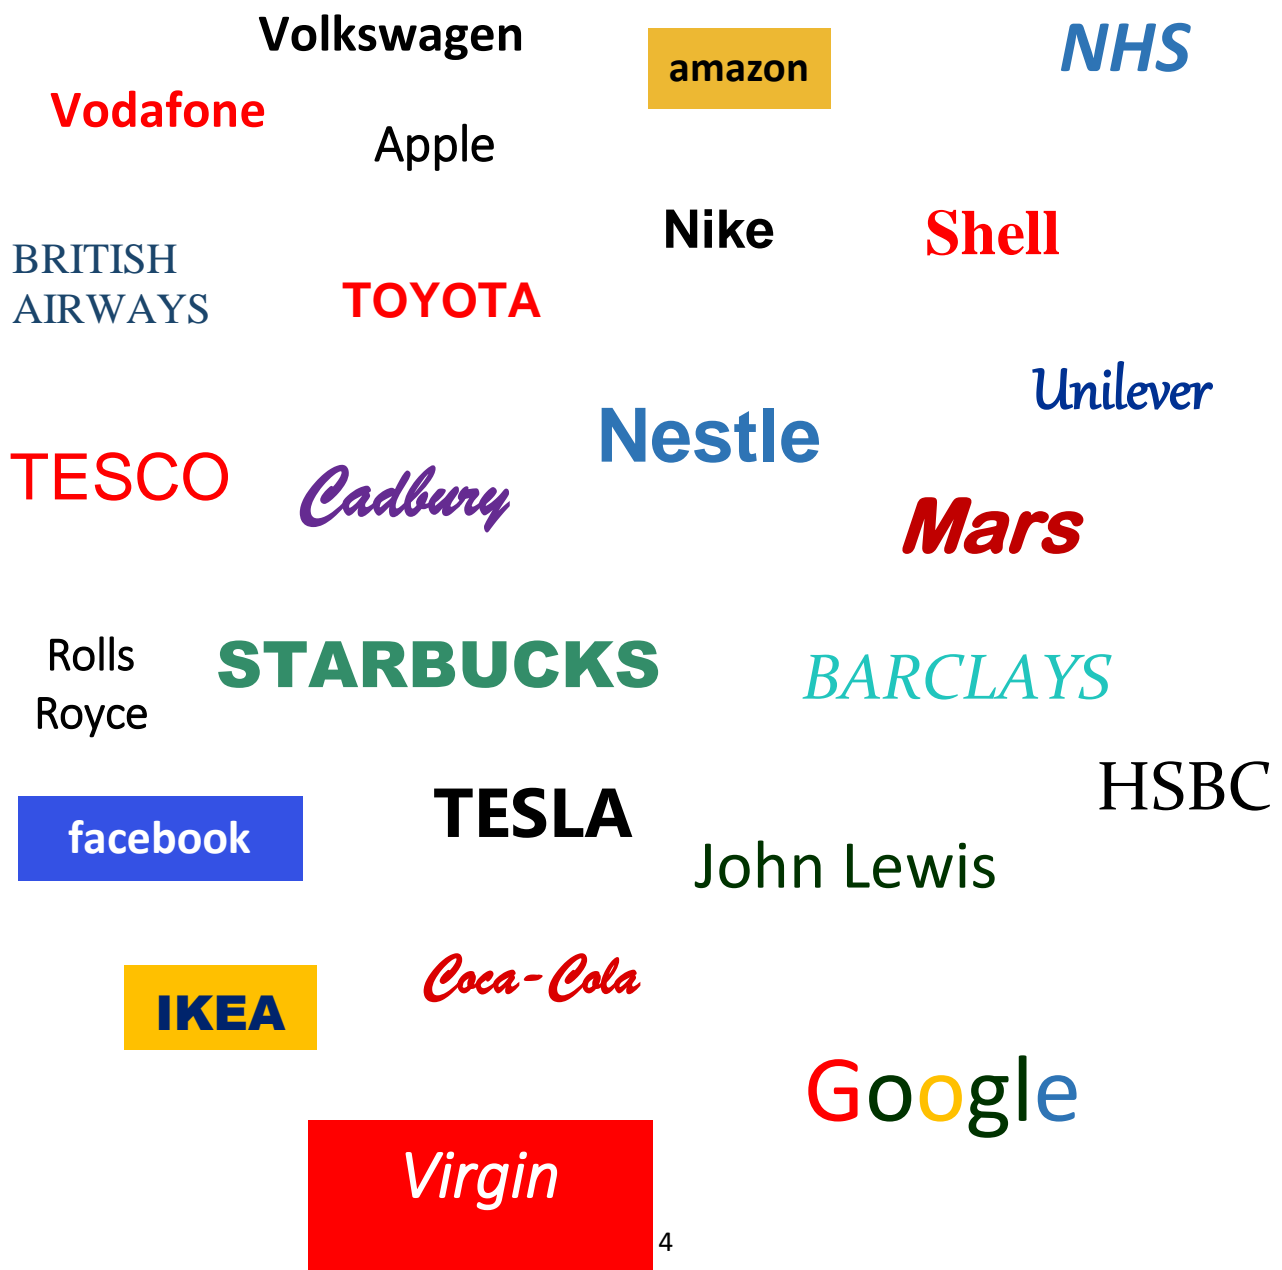 Volkswagen
amazon
NHS
Vodafone
Apple
Nike
Shell
BRITISH
AIRWAYS
TOYOTA
Unilever
Nestle
TESCO
Cadbury
Mars
Rolls
Royce
STARBUCKS
BARCLAYS
HSBC
facebook
TESLA
John Lewis
IKEA
Coca-Cola
Google
Virgin
4